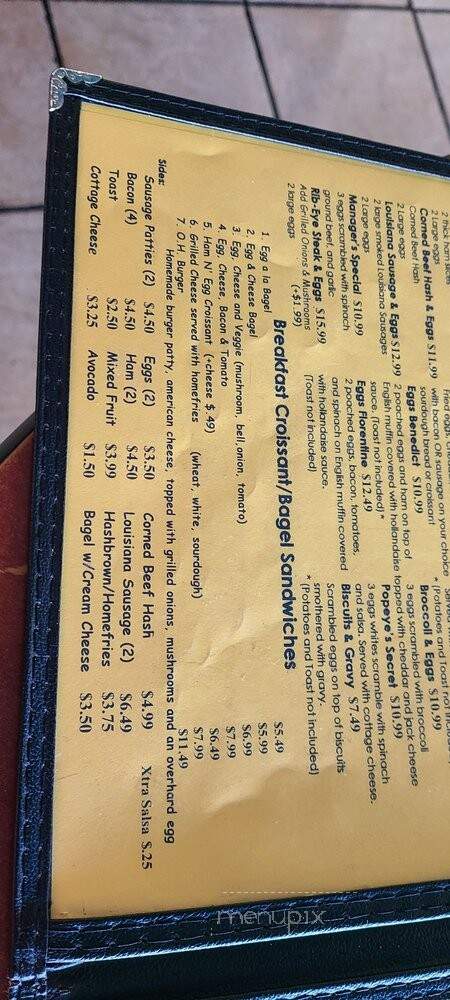 2 thick ham slices
2 Large eggs
Corned Beef Hash & Eggs $11.99
Corned Beef Hash
2 Large eggs
Louisiana Sausage & Eggs $12.99
2 large smoked Louisiana Sausages
2 Large eggs
Manager's Special $10.99
3 eggs scrambled with spinach
ground beef, and garlic
Rib-Eye Steak & Eggs $15.99
Add Grilled Onions & Mushrooms
(+$1.99)
2 large eggs
with bacon OR sausage on your choice
sourdough bread or croissant
Eggs Benedict $10.99
2 poached eggs and ham on top of
English muffin covered with hollandaise
sauce. (Toast not included) *
Eggs Florentine $12.49
2 poached eggs, bacon, tomatoes,
and spinach on English muffin covered
with hollandaise sauce.
(Toast not included)
* (Potatoes and Toast not
Broccoli & Eggs $10.99
3 eggs scrambled with broccoli
topped with cheddar and jack cheese
Popeye's Secret $10.99
3 eggs whites scramble with spinach
and salsa. Served with cottage cheese.
Biscuits & Gravy $7.49
Scrambled eggs on top of biscuits
smothered with gravy.
* (Potatoes and Toast not included)
Breakfast Croissant/Bagel Sandwiches
1. Egg a la Bagel $5.49
2. Egg & Cheese Bagel $5.99
3. Egg, Cheese and Veggie (mushroom, bell, onion, tomato) $6.99
4. Egg, Cheese, Bacon & Tomato $7.99
5. Ham N' Egg Croissant (+cheese $.49) $6.49
6 Grilled Cheese served with homefries (wheat, white, sourdough) $7.99
7. O.H. Burger $11.49
Homemade burger patty, american cheese, topped with grilled onions, mushrooms and an overhard egg
Sides:
Sausage Patties (2) $4.50 Eggs (2) $3.50 Corned Beef Hash $4.99 Xtra Salsa $.25
Bacon (4) $4.50 Ham (2) $4.50 Louisiana Sausage (2) $6.49
Toast $2.50 Mixed Fruit $3.99 Hashbrown/Homefries $3.75
Cottage Cheese $3.25 Avocado $1.50 Bagel w/Cream Cheese $3.50
menupix